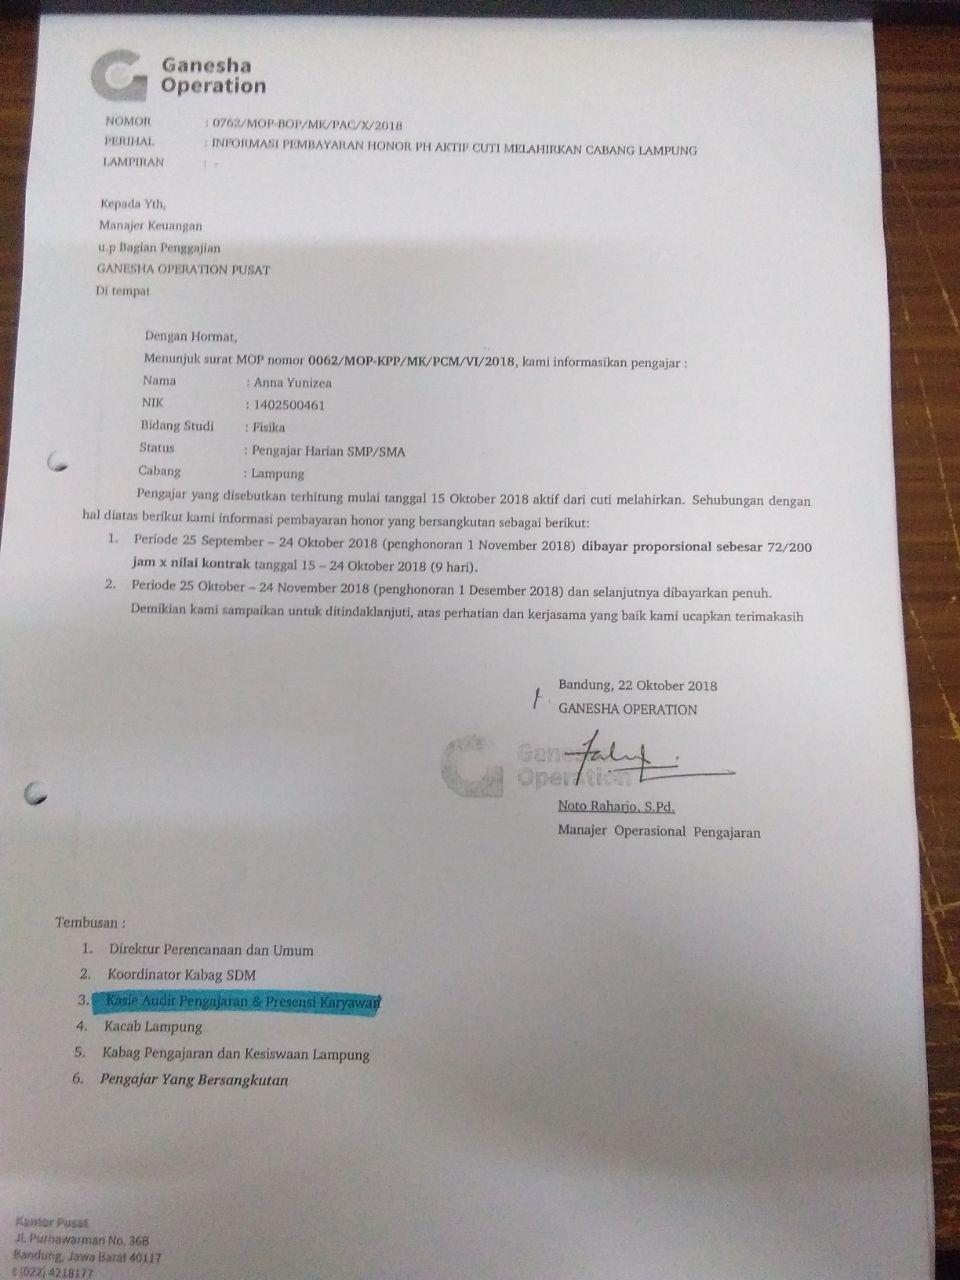 Ganesha
Operation
NOMOR : 0762/MOP-BOP/MK/PAC/X/2018
PERIHAL : INFORMASI PEMBAYARAN HONOR PH AKTIF CUTI MELAHIRKAN CABANG LAMPUNG
LAMPIRAN : -
Kepada Yth,
Manajer Keuangan
u.p Bagian Penggajian
GANESHA OPERATION PUSAT
Di tempat
Dengan Hormat,
Menunjuk surat MOP nomor 0062/MOP-KPP/MK/PCM/VI/2018, kami informasikan pengajar :
Nama : Anna Yunizea
NIK : 1402500461
Bidang Studi : Fisika
Status : Pengajar Harian SMP/SMA
Cabang : Lampung
Pengajar yang disebutkan terhitung mulai tanggal 15 Oktober 2018 aktif dari cuti melahirkan. Sehubungan dengan
hal diatas berikut kami informasi pembayaran honor yang bersangkutan sebagai berikut:
1. Periode 25 September – 24 Oktober 2018 (penghonoran 1 November 2018) dibayar proporsional sebesar 72/200
jam x nilai kontrak tanggal 15 – 24 Oktober 2018 (9 hari).
2. Periode 25 Oktober – 24 November 2018 (penghonoran 1 Desember 2018) dan selanjutnya dibayarkan penuh.
Demikian kami sampaikan untuk ditindaklanjuti, atas perhatian dan kerjasama yang baik kami ucapkan terimakasih
Bandung, 22 Oktober 2018
GANESHA OPERATION
Ganesha
Operation
Noto Raharjo, S.Pd.
Manajer Operasional Pengajaran
Tembusan :
1. Direktur Perencanaan dan Umum
2. Koordinator Kabag SDM
3. Kasie Audit Pengajaran & Presensi Karyawan
4. Kacab Lampung
5. Kabag Pengajaran dan Kesiswaan Lampung
6. Pengajar Yang Bersangkutan
Kantor Pusat
Jl. Purnawarman No. 36B
Bandung, Jawa Barat 40117
t (022) 4218177